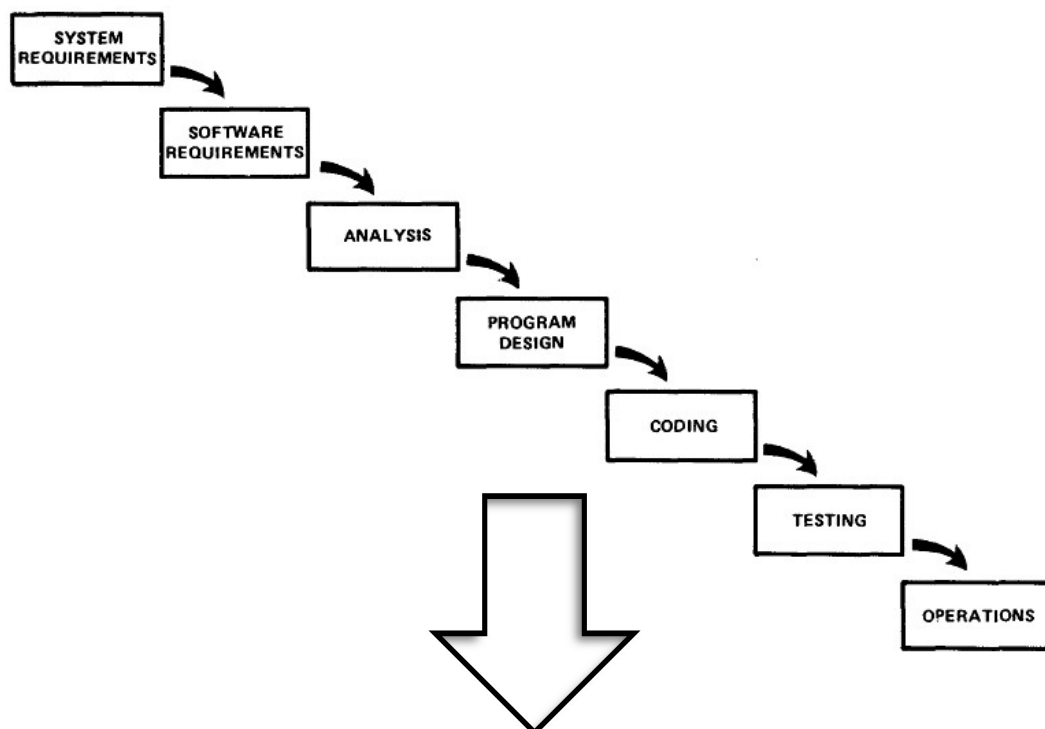 SYSTEM
REQUIREMENTS
SOFTWARE
REQUIREMENTS
ANALYSIS
PROGRAM
DESIGN
CODING
TESTING
OPERATIONS